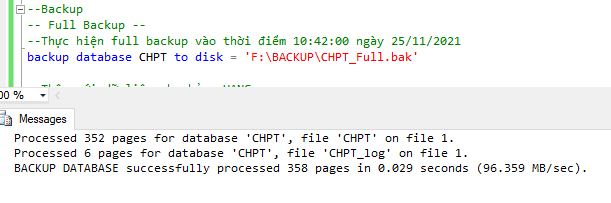 --Backup
-- Full Backup --
--Thực hiện full backup vào thời điểm 10:42:00 ngày 25/11/2021
backup database CHPT to disk = 'F:\BACKUP\CHPT_Full.bak'
00 %
Messages
Processed 352 pages for database 'CHPT', file 'CHPT' on file 1.
Processed 6 pages for database 'CHPT', file 'CHPT_log' on file 1.
BACKUP DATABASE successfully processed 358 pages in 0.029 seconds (96.359 MB/sec).